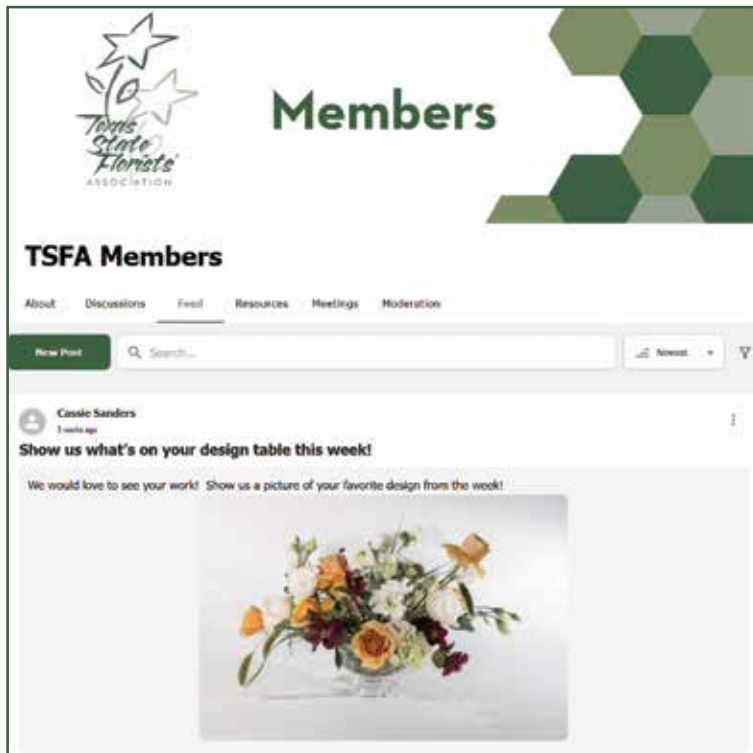 Texas
State
Florists'
ASSOCIATION
Members
TSFA Members
About Discussions Feed Resources Meetings Moderation
New Post Search... Newest
Cassie Sanders
weeks ago
Show us what's on your design table this week!
We would love to see your work! Show us a picture of your favorite design from the week!